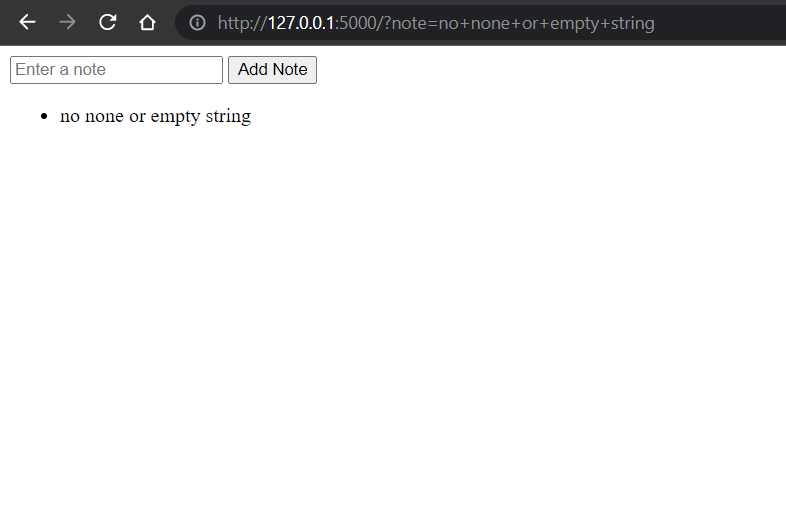 http://127.0.0.1:5000/?note=no+none+or+empty+string
Enter a note Add Note
• no none or empty string